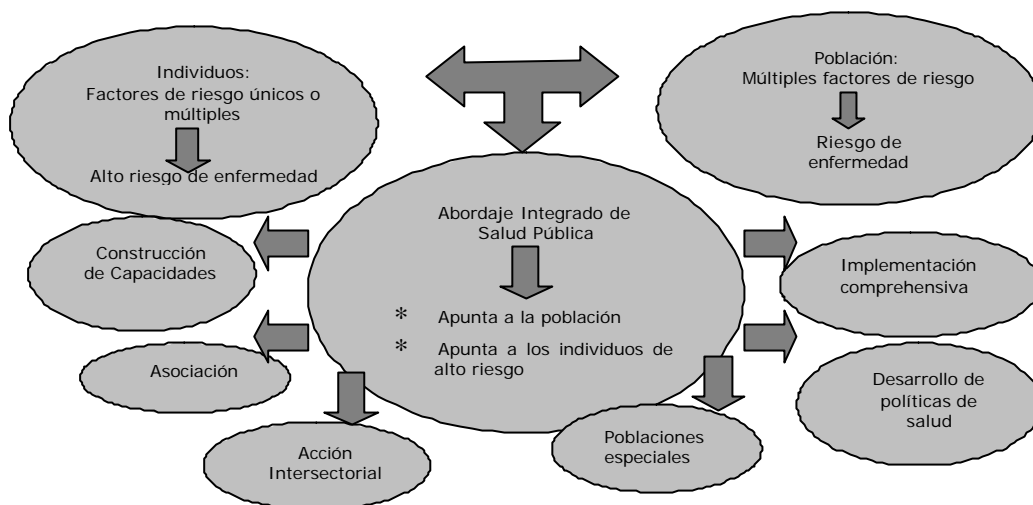 Individuos:
Factores de riesgo únicos o
múltiples
Alto riesgo de enfermedad
Población:
Múltiples factores de riesgo
Riesgo de
enfermedad
Abordaje Integrado de
Salud Pública
* Apunta a la población
* Apunta a los individuos de
alto riesgo
Construcción
de Capacidades
Asociación
Acción
Intersectorial
Poblaciones
especiales
Implementación
comprehensiva
Desarrollo de
políticas de
salud